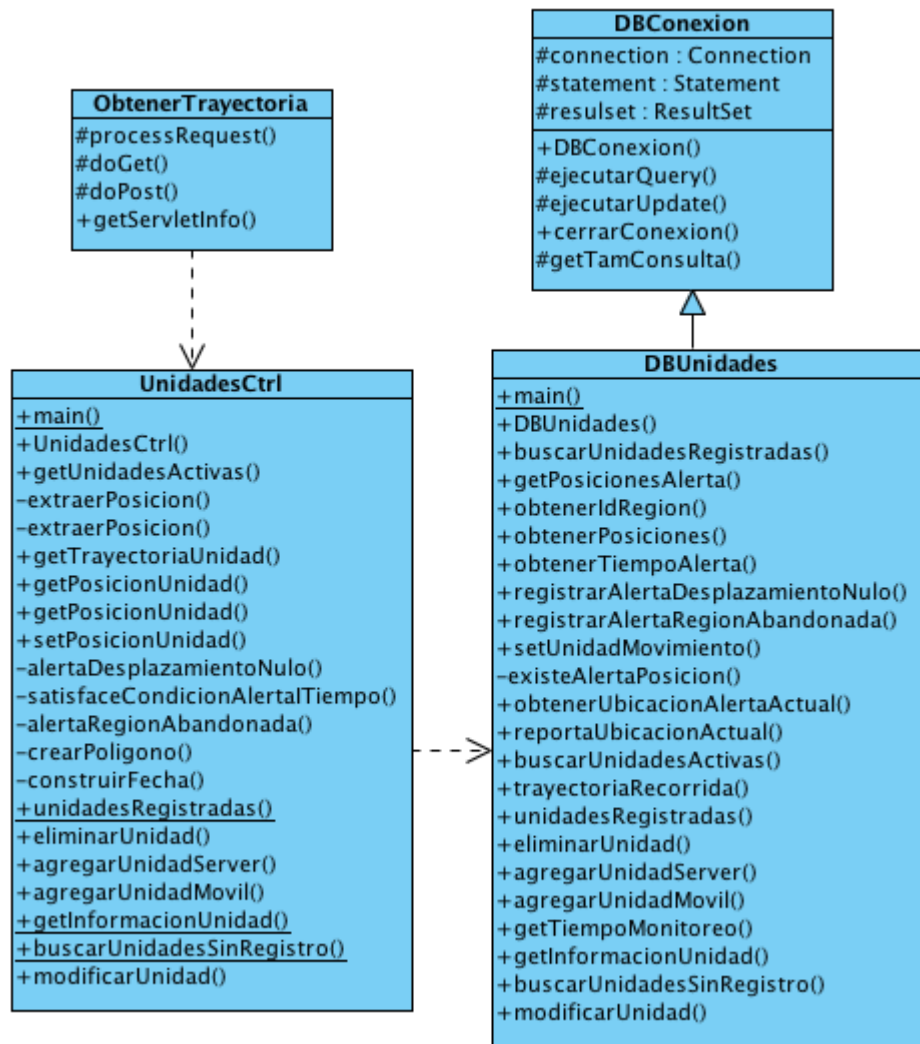 ObtenerTrayectoria
#processRequest()
#doGet()
#doPost()
+getServletInfo()
DBConexion
#connection : Connection
#statement : Statement
#resulset : ResultSet
+DBConexion()
#ejecutarQuery()
#ejecutarUpdate()
+cerrarConexion()
#getTamConsulta()
UnidadesCtrl
+main()
+UnidadesCtrl()
+getUnidadesActivas()
-extraerPosicion()
-extraerPosicion()
+getTrayectoriaUnidad()
+getPosicionUnidad()
+getPosicionUnidad()
+setPosicionUnidad()
-alertaDesplazamientoNulo()
-satisfaceCondicionAlertaITiempo()
-alertaRegionAbandonada()
-crearPoligono()
-construirFecha()
+unidadesRegistradas()
+eliminarUnidad()
+agregarUnidadServer()
+agregarUnidadMovil()
+getInformacionUnidad()
+buscarUnidadesSinRegistro()
+modificarUnidad()
DBUnidades
+main()
+DBUnidades()
+buscarUnidadesRegistradas()
+getPosicionesAlerta()
+obtenerIdRegion()
+obtenerPosiciones()
+obtenerTiempoAlerta()
+registrarAlertaDesplazamientoNulo()
+registrarAlertaRegionAbandonada()
+setUnidadMovimiento()
-existeAlertaPosicion()
+obtenerUbicacionAlertaActual()
+reportaUbicacionActual()
+buscarUnidadesActivas()
+trayectoriaRecorrida()
+unidadesRegistradas()
+eliminarUnidad()
+agregarUnidadServer()
+agregarUnidadMovil()
+getTiempoMonitoreo()
+getInformacionUnidad()
+buscarUnidadesSinRegistro()
+modificarUnidad()